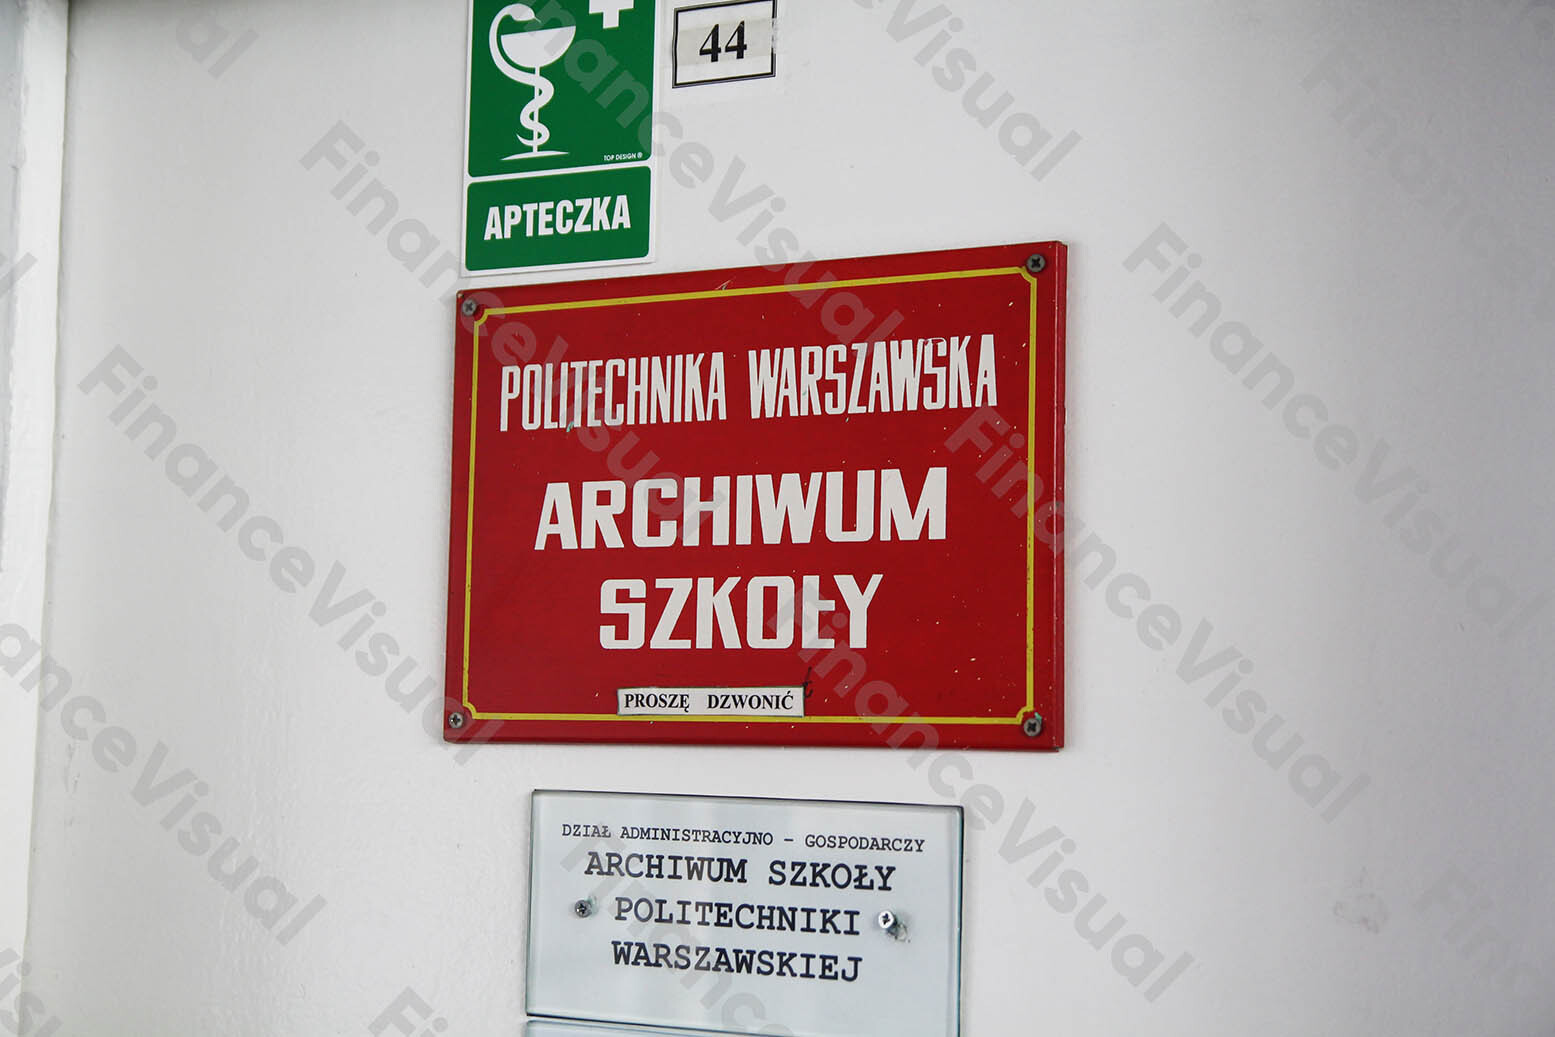 44
TOP DESIGN ®
APTECZKA
POLITECHNIKA WARSZAWSKA
ARCHIWUM
SZKOŁY
PROSZĘ DZWONIĆ
DZIAŁ ADMINISTRACYJNO - GOSPODARCZY
ARCHIWUM SZKOŁY
POLITECHNIKI
WARSZAWSKIEJ
FinanceVisual